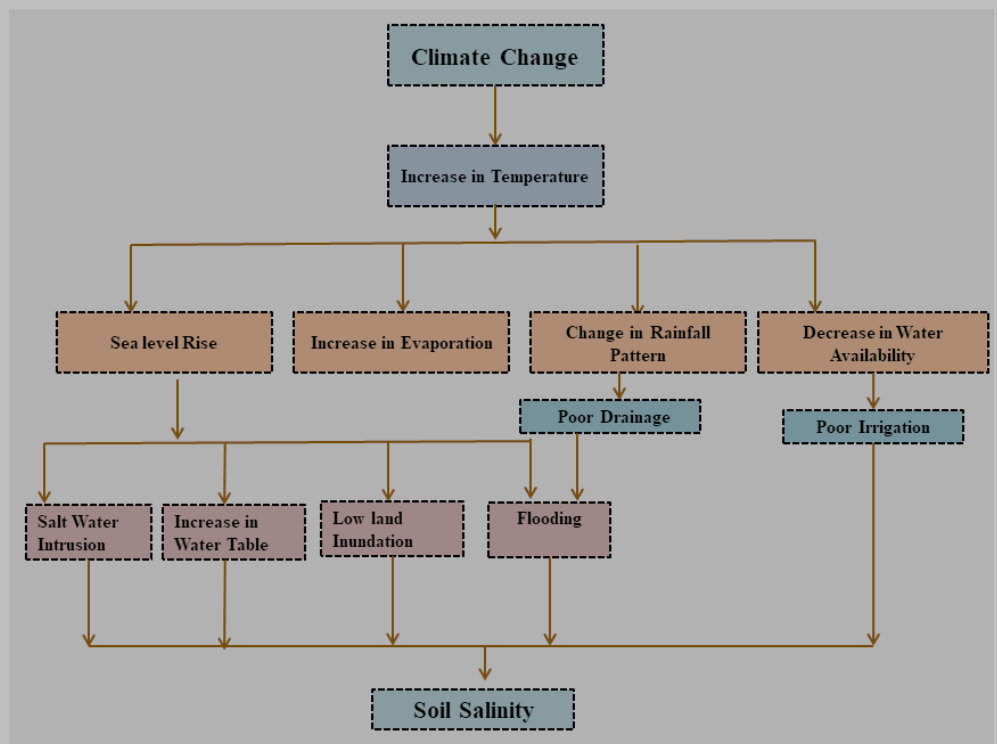 Climate Change
Increase in Temperature
Sea level Rise
Increase in Evaporation
Change in Rainfall
Pattern
Decrease in Water
Availability
Poor Drainage
Poor Irrigation
Salt Water
Intrusion
Increase in
Water Table
Low land
Inundation
Flooding
Soil Salinity